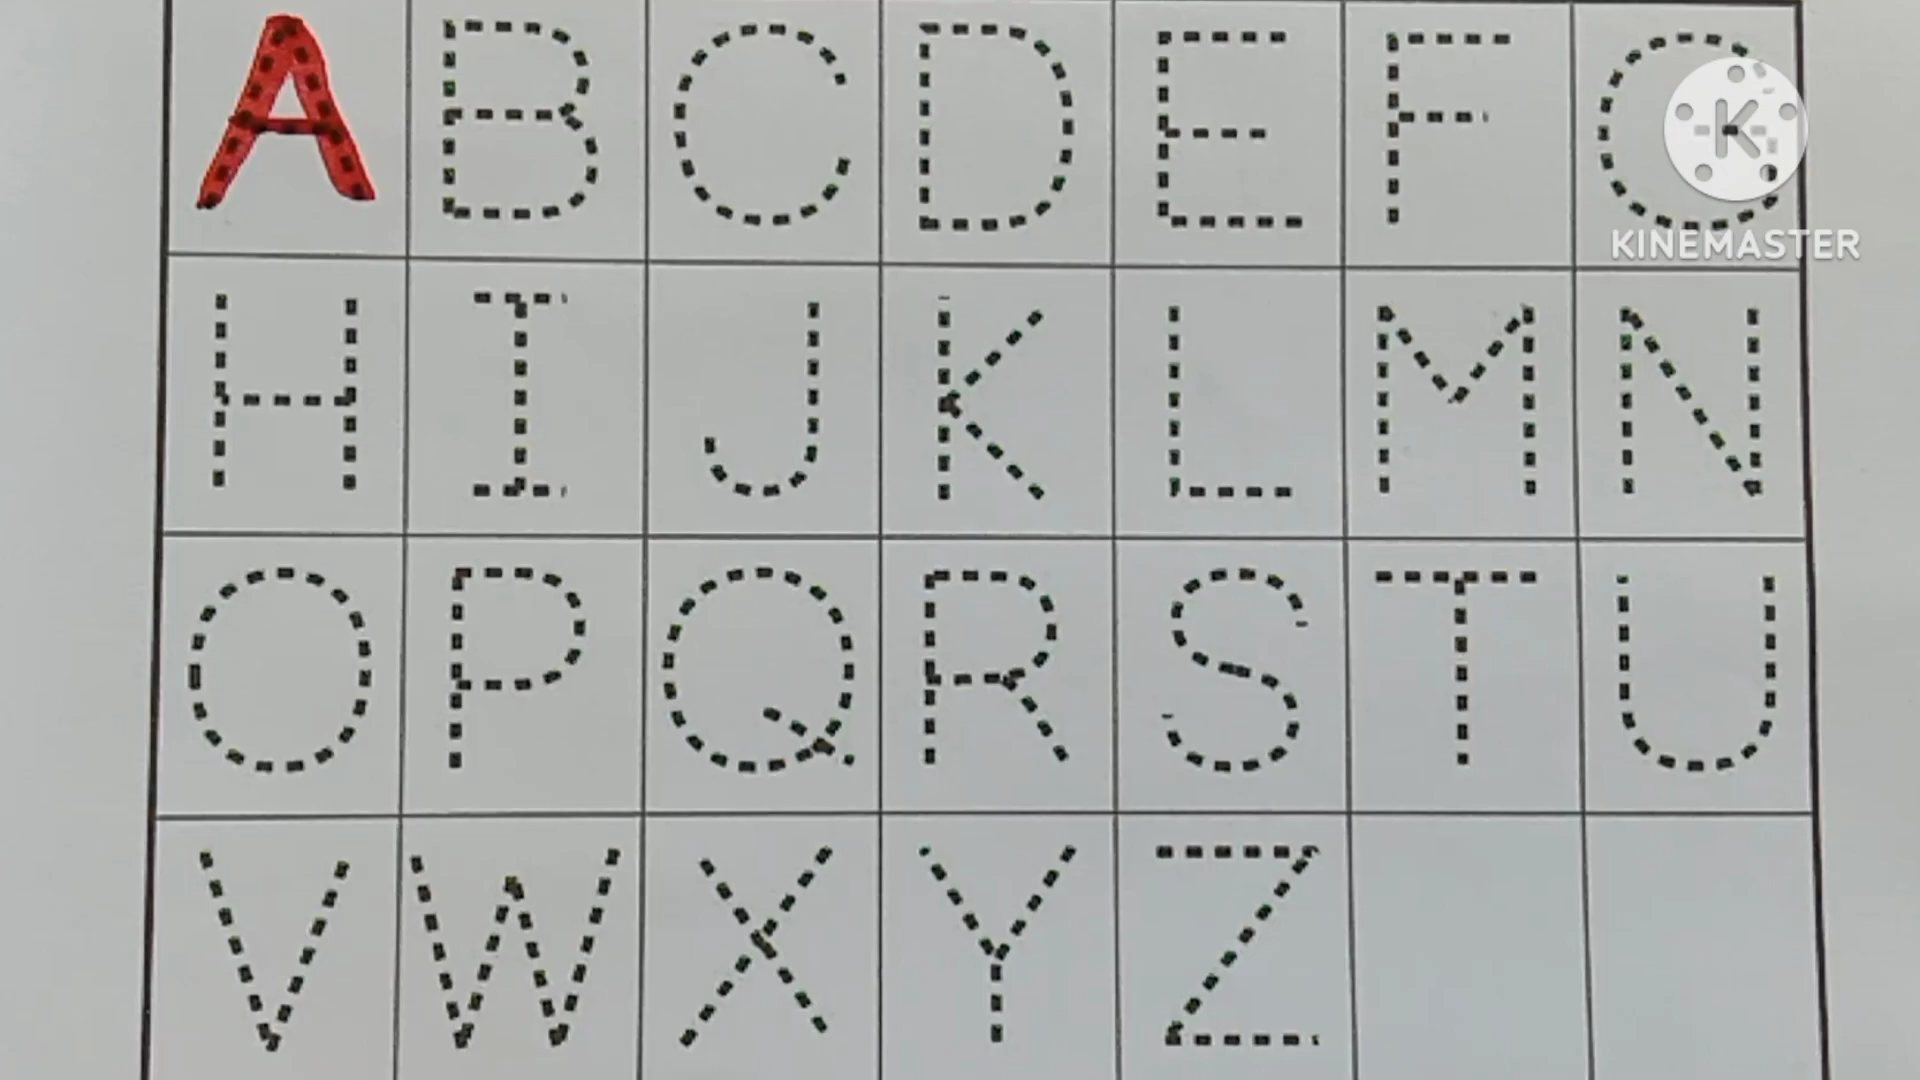 A B C D E F G
H I J K L M N
O P Q R S T U
V W X Y Z
K
KINEMASTER